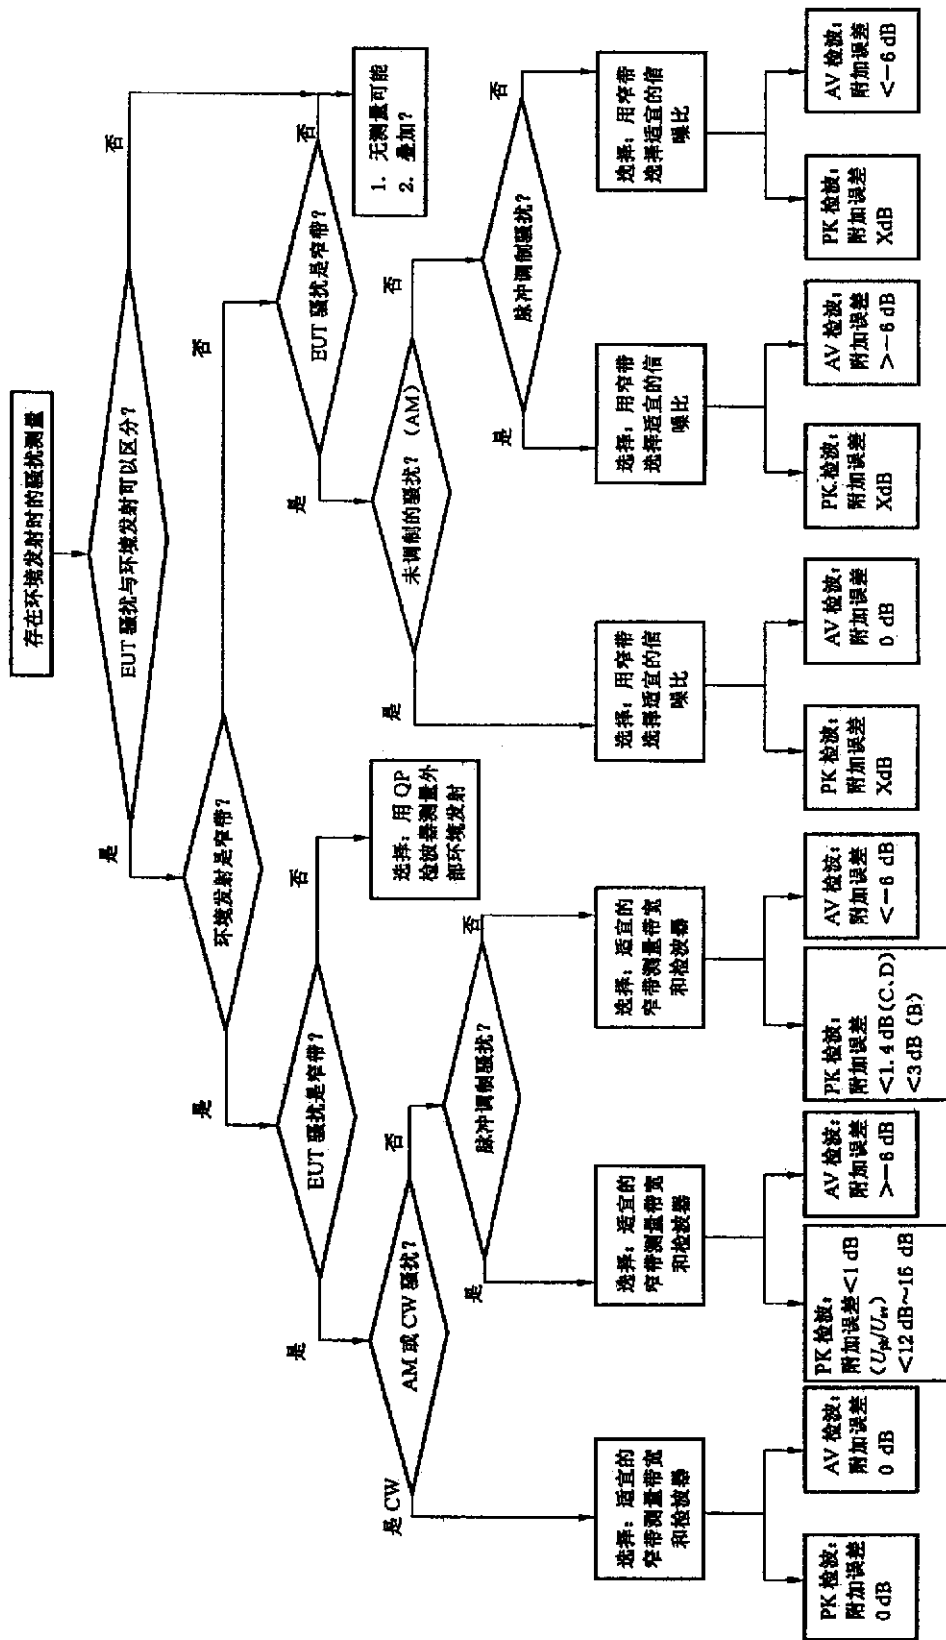 存在环境发射时的骚扰测量
EUT 骚扰与环境发射可以区分?
是
否
环境发射是窄带?
是
否
EUT 骚扰是窄带?
是
否
EUT 骚扰是窄带?
是
否
1. 无测量可能
2. 叠加?
AM 或 CW 骚扰?
是 CW
否
选择:用 QP
检波器测量外
部环境发射
未调制的骚扰? (AM)
是
否
脉冲调制骚扰?
是
否
脉冲调制骚扰?
是
否
选择:适宜的
窄带测量带宽
和检波器
选择:适宜的
窄带测量带宽
和检波器
选择:适宜的
窄带测量带宽
和检波器
选择:用窄带
选择适宜的信
噪比
选择:用窄带
选择适宜的信
噪比
选择:用窄带
选择适宜的信
噪比
PK 检波:
附加误差
0 dB
AV 检波:
附加误差
0 dB
PK 检波:
附加误差<1 dB
(Upk/Uav)
<12 dB~16 dB
AV 检波:
附加误差
>-6 dB
PK 检波:
附加误差
<1.4 dB(C.D)
<3 dB (B)
AV 检波:
附加误差
<-6 dB
PK 检波:
附加误差
XdB
AV 检波:
附加误差
0 dB
PK 检波:
附加误差
XdB
AV 检波:
附加误差
>-6 dB
PK 检波:
附加误差
XdB
AV 检波:
附加误差
<-6 dB